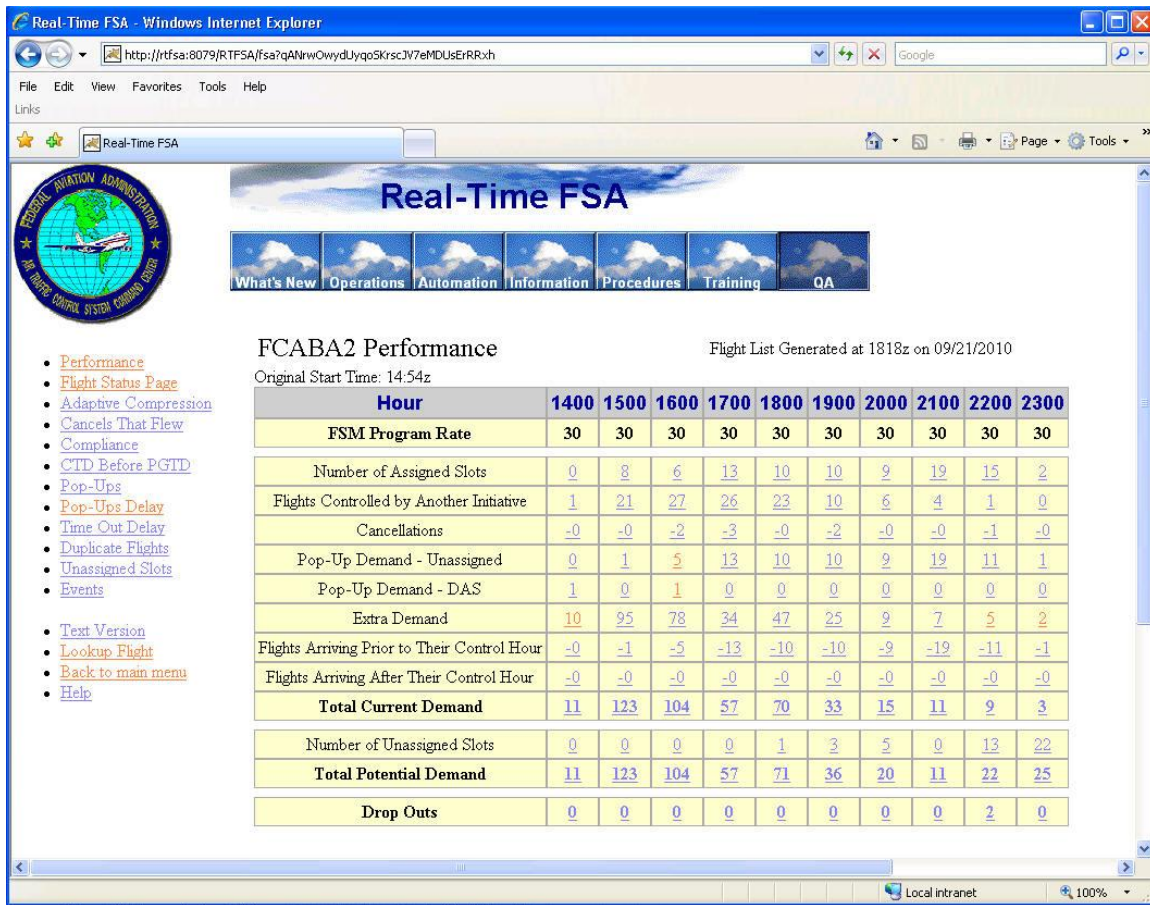 Real-Time FSA - Windows Internet Explorer
http://rtfsa:8079/RTFSA/fsa?qANrwOwydUyqoSKrscJV7eMDUsErRRxh
Google
File Edit View Favorites Tools Help
Links
Real-Time FSA
Page Tools
FEDERAL AVIATION ADMINISTRATION
AIR TRAFFIC CONTROL SYSTEM COMMAND CENTER
Real-Time FSA
What's New Operations Automation Information Procedures Training QA
Performance
Flight Status Page
Adaptive Compression
Cancels That Flew
Compliance
CTD Before PGTD
Pop-Ups
Pop-Ups Delay
Time Out Delay
Duplicate Flights
Unassigned Slots
Events
Text Version
Lookup Flight
Back to main menu
Help
FCABA2 Performance
Flight List Generated at 1818z on 09/21/2010
Original Start Time: 14:54z
Hour 1400 1500 1600 1700 1800 1900 2000 2100 2200 2300
FSM Program Rate 30 30 30 30 30 30 30 30 30 30
Number of Assigned Slots 0 8 6 13 10 10 9 19 15 2
Flights Controlled by Another Initiative 1 21 27 26 23 10 6 4 1 0
Cancellations -0 -0 -2 -3 -0 -2 -0 -0 -1 -0
Pop-Up Demand - Unassigned 0 1 5 13 10 10 9 19 11 1
Pop-Up Demand - DAS 1 0 1 0 0 0 0 0 0 0
Extra Demand 10 95 78 34 47 25 9 7 5 2
Flights Arriving Prior to Their Control Hour -0 -1 -5 -13 -10 -10 -9 -19 -11 -1
Flights Arriving After Their Control Hour -0 -0 -0 -0 -0 -0 -0 -0 -0 -0
Total Current Demand 11 123 104 57 70 33 15 11 9 3
Number of Unassigned Slots 0 0 0 0 1 3 5 0 13 22
Total Potential Demand 11 123 104 57 71 36 20 11 22 25
Drop Outs 0 0 0 0 0 0 0 0 2 0
Local intranet
100%